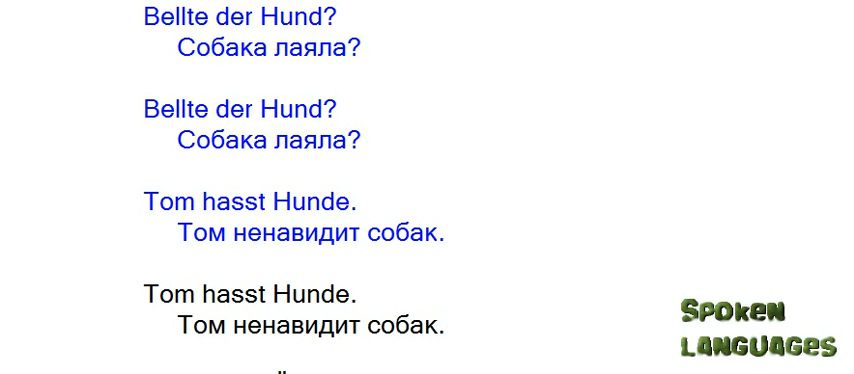 Bellte der Hund?
Собака лаяла?
Bellte der Hund?
Собака лаяла?
Tom hasst Hunde.
Том ненавидит собак.
Tom hasst Hunde.
Том ненавидит собак.
Spoken
Languages